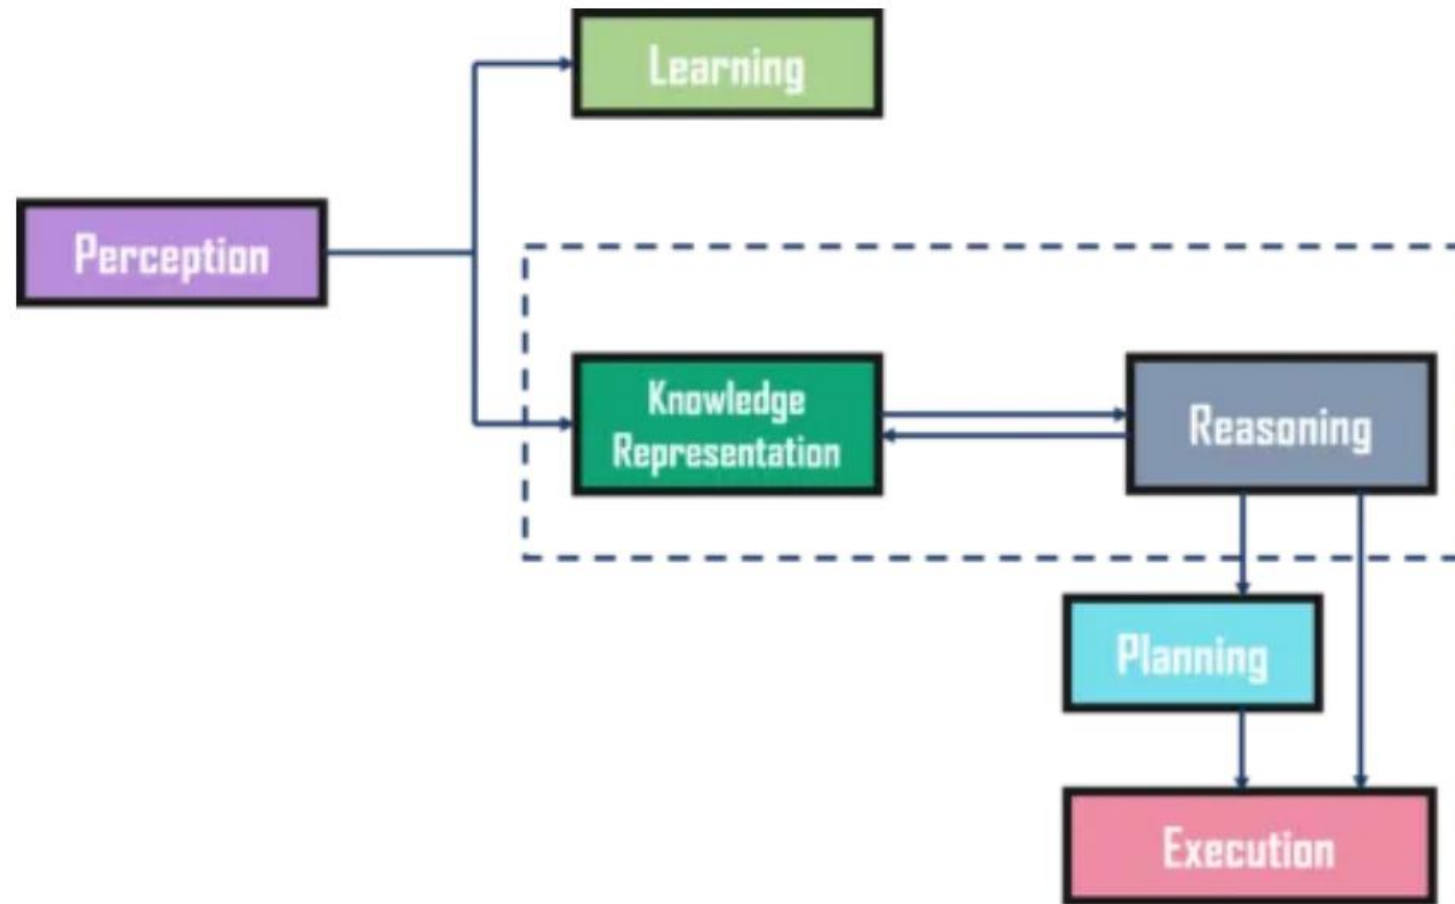 Learning
Perception
Knowledge
Representation
Reasoning
Planning
Execution